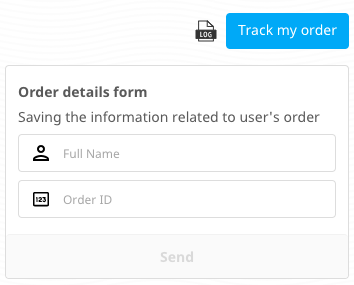 LOG
Track my order
Order details form
Saving the information related to user's order
Full Name
123
Order ID
Send